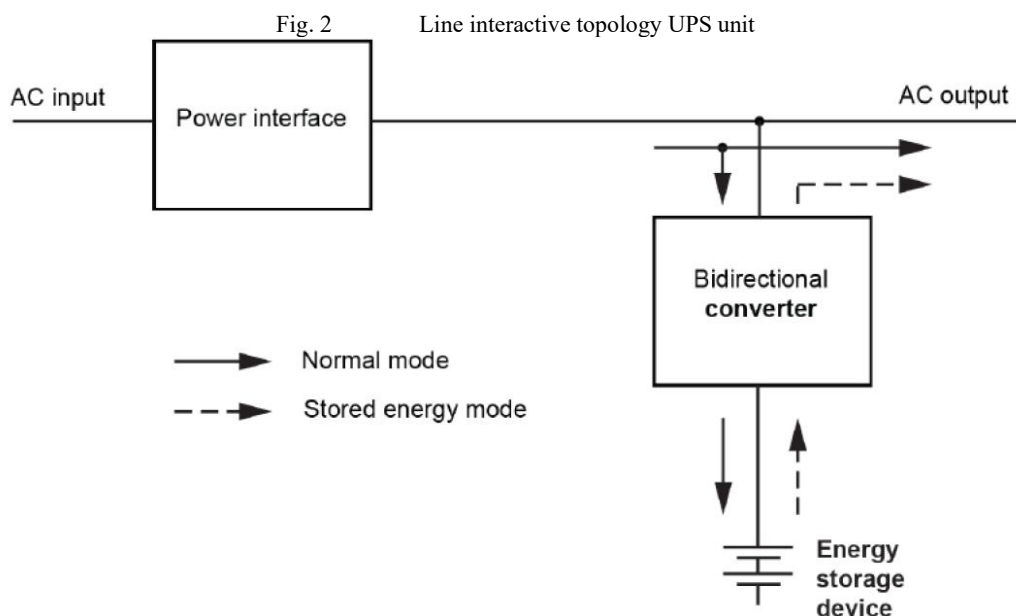 Fig. 2 Line interactive topology UPS unit
AC input
Power interface
AC output
Bidirectional
converter
Normal mode
Stored energy mode
Energy
storage
device